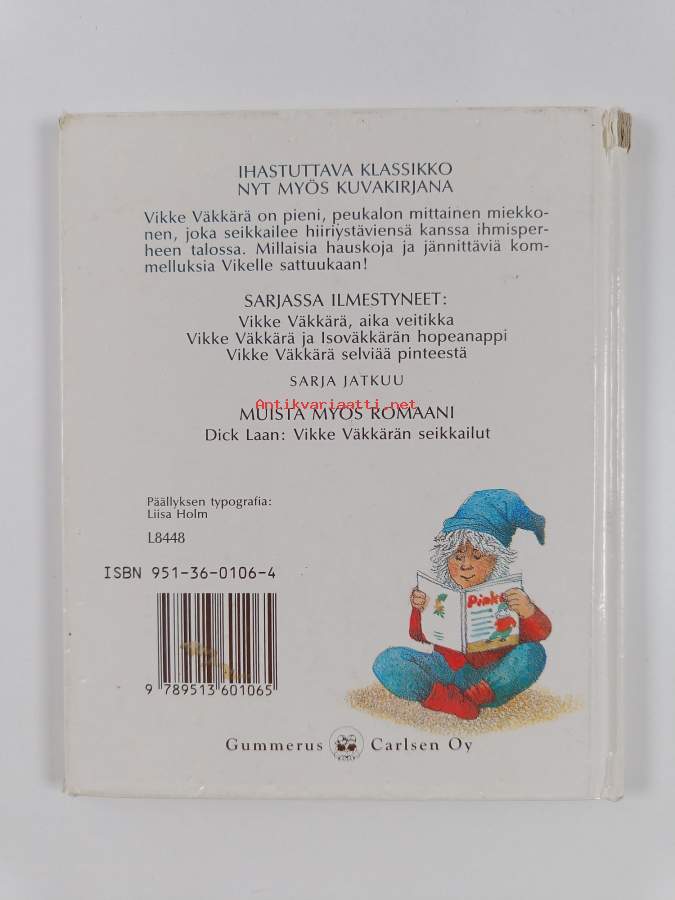 IHASTUTTAVA KLASSIKKO
NYT MYÖS KUVAKIRJANA
Vikke Väkkärä on pieni, peukalon mittainen miekko-
nen, joka seikkailee hiiriystäviensä kanssa ihmisper-
heen talossa. Millaisia hauskoja ja jännittäviä kom-
melluksia Vikelle sattuukaan!
SARJASSA ILMESTYNEET:
Vikke Väkkärä, aika veitikka
Vikke Väkkärä ja Isoväkkärän hopeanappi
Vikke Väkkärä selviää pinteestä
SARJA JATKUU
Antikvariaatti.net
MUISTA MYÖS ROMAANI
Dick Laan: Vikke Väkkärän seikkailut
Päällyksen typografia:
Liisa Holm
L8448
ISBN 951-36-0106-4
9 789513 601065
Gummerus Carlsen Oy